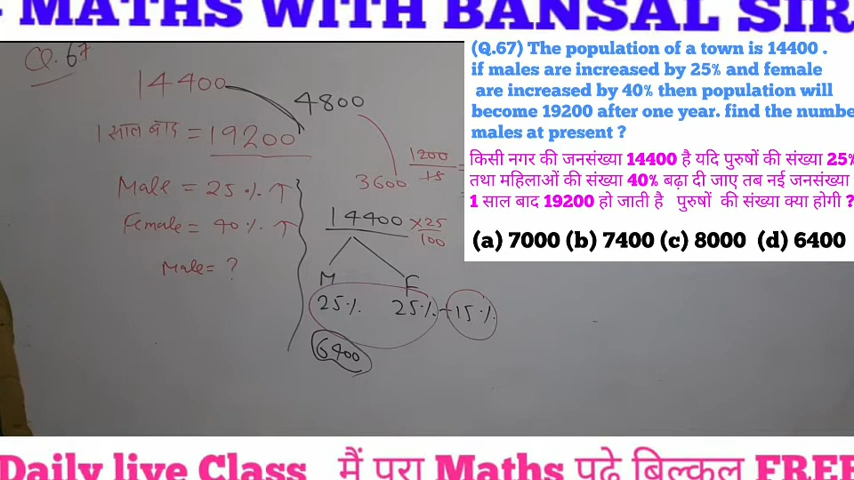 - MATHS WITH BANSAL SIR
Q. 67
14400
4800
1 साल बाद = 19200
1200
15
3600
Male = 25 % ↑
Female = 40 % ↑
Male = ?
14400 × 25
100
M F
25 % 25 % + 15 %
6400
(Q.67) The population of a town is 14400 .
if males are increased by 25% and female
are increased by 40% then population will
become 19200 after one year. find the numbe
males at present ?
किसी नगर की जनसंख्या 14400 है यदि पुरुषों की संख्या 25%
तथा महिलाओं की संख्या 40% बढ़ा दी जाए तब नई जनसंख्या
1 साल बाद 19200 हो जाती है पुरुषों की संख्या क्या होगी ?
(a) 7000 (b) 7400 (c) 8000 (d) 6400
Daily live Class में पूरा Maths पढ़े बिल्कुल FREE